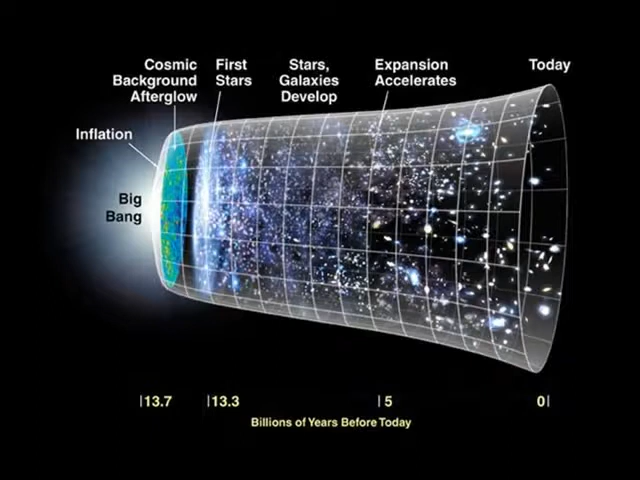 Cosmic
Background
Afterglow
First
Stars
Stars,
Galaxies
Develop
Expansion
Accelerates
Today
Inflation
Big
Bang
13.7
13.3
5
0
Billions of Years Before Today